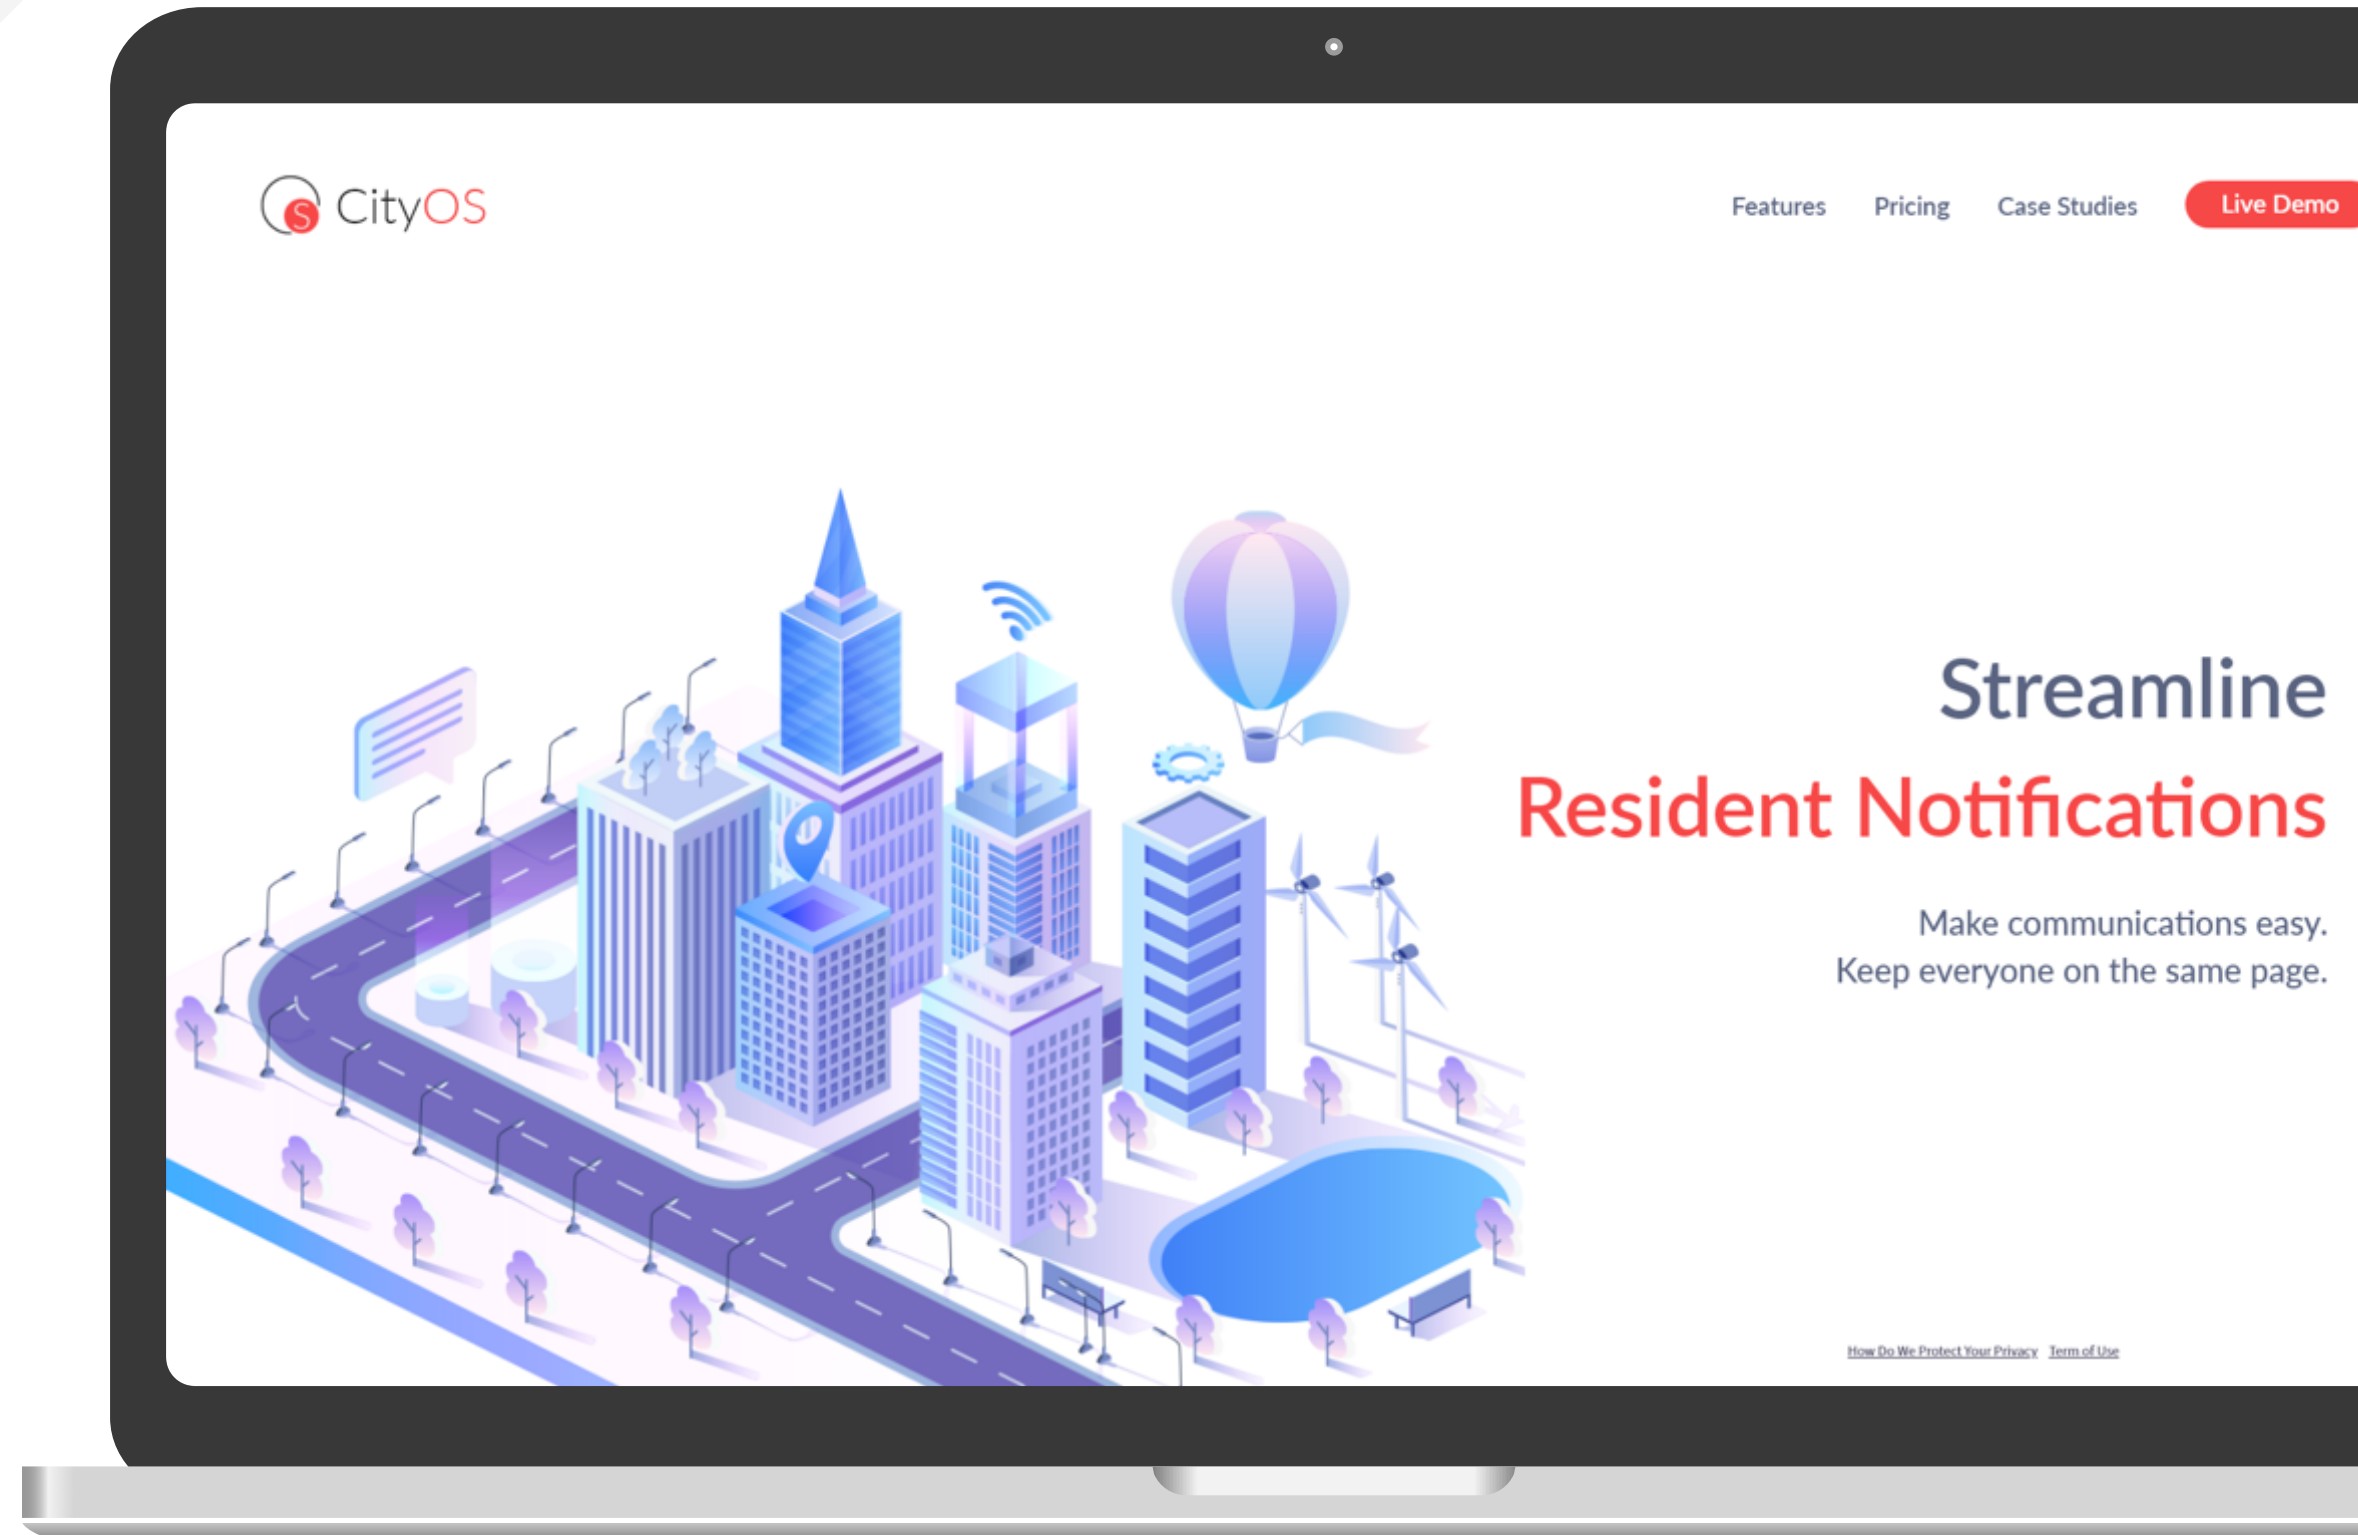 S CityOS
Features Pricing Case Studies Live Demo
Streamline
Resident Notifications
Make communications easy.
Keep everyone on the same page.
How Do We Protect Your Privacy Term of Use